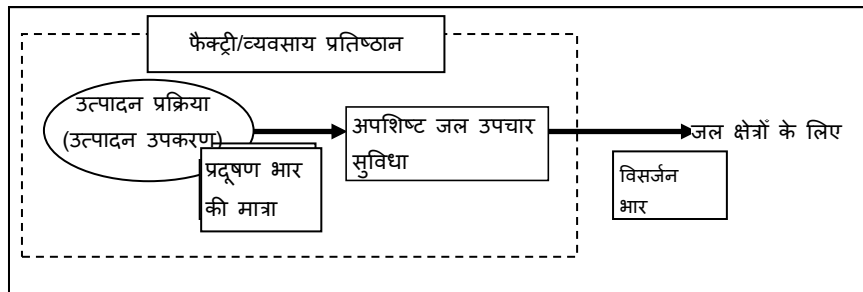 फैक्ट्री/व्यवसाय प्रतिष्ठान
उत्पादन प्रक्रिया
(उत्पादन उपकरण)
प्रदूषण भार
की मात्रा
अपशिष्ट जल उपचार
सुविधा
जल क्षेत्रों के लिए
विसर्जन
भार